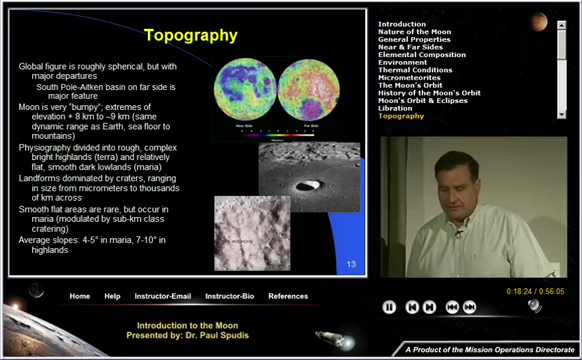 Topography
Global figure is roughly spherical, but with
major departures
South Pole-Aitken basin on far side is
major feature
Moon is very "bumpy"; extremes of
elevation + 8 km to –9 km (same
dynamic range as Earth, sea floor to
mountains)
Physiography divided into rough, complex
bright highlands (terra) and relatively
flat, smooth dark lowlands (maria)
Landforms dominated by craters, ranging
in size from micrometers to thousands
of km across
Smooth flat areas are rare, but occur in
maria (modulated by sub-km class
cratering)
Average slopes: 4-5° in maria, 7-10° in
highlands
Near Side
Far Side
13
Introduction
Nature of the Moon
General Properties
Near & Far Sides
Elemental Composition
Environment
Thermal Conditions
Micrometeorites
The Moon's Orbit
History of the Moon's Orbit
Moon's Orbit & Eclipses
Libration
Topography
0:18:24 / 0:56:05
Home Help Instructor-Email Instructor-Bio References
Introduction to the Moon
Presented by: Dr. Paul Spudis
A Product of the Mission Operations Directorate